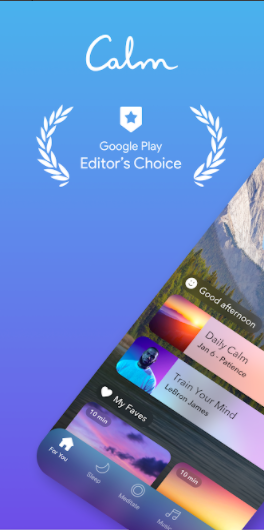 Calm
Google Play
Editor's Choice
Good afternoon
Daily Calm
Jan 6 · Patience
Train Your Mind
LeBron James
My Faves
10 min
10 min
For You
Sleep
Meditate
Music